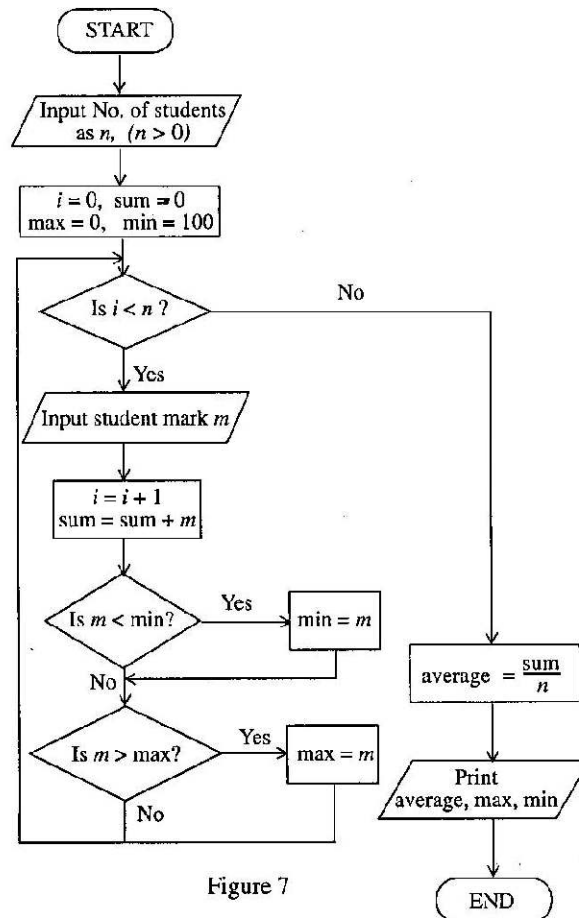 START
Input No. of students
as n, (n > 0)
i = 0, sum = 0
max = 0, min = 100
Is i < n ?
No
Yes
Input student mark m
i = i + 1
sum = sum + m
Is m < min?
Yes
min = m
No
Is m > max?
Yes
max = m
No
average = sum/n
Print
average, max, min
END
Figure 7